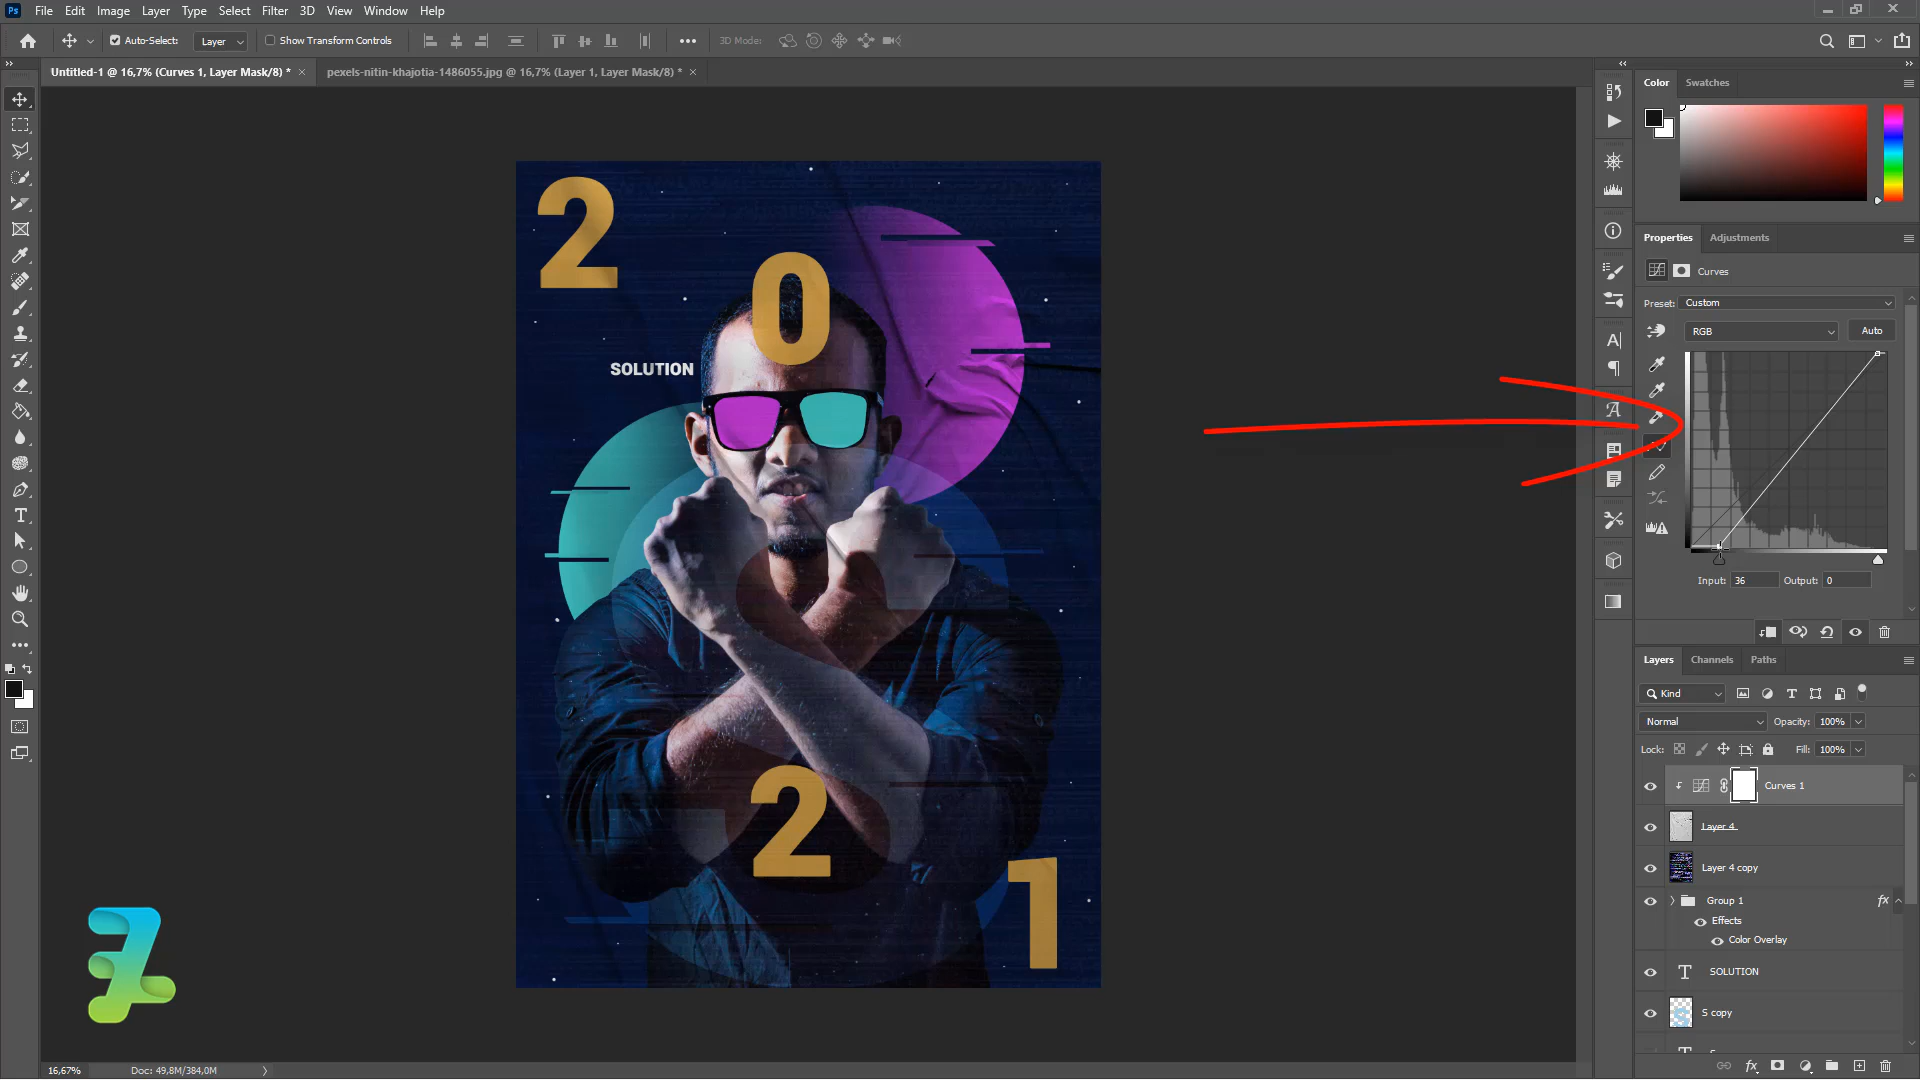 Ps File Edit Image Layer Type Select Filter 3D View Window Help
Auto-Select: Layer Show Transform Controls 3D Mode:
Untitled-1 @ 16,7% (Curves 1, Layer Mask/8) * pexels-nitin-khajotia-1486055.jpg @ 16,7% (Layer 1, Layer Mask/8) *
Color Swatches
Properties Adjustments
Curves
Preset: Custom
RGB Auto
Input: 36 Output: 0
2
0
SOLUTION
2
1
Layers Channels Paths
Kind
Normal Opacity: 100%
Lock: Fill: 100%
Curves 1
Layer 4
Layer 4 copy
Group 1 fx
Effects
Color Overlay
SOLUTION
S copy
16,67% Doc: 49,8M/384,0M